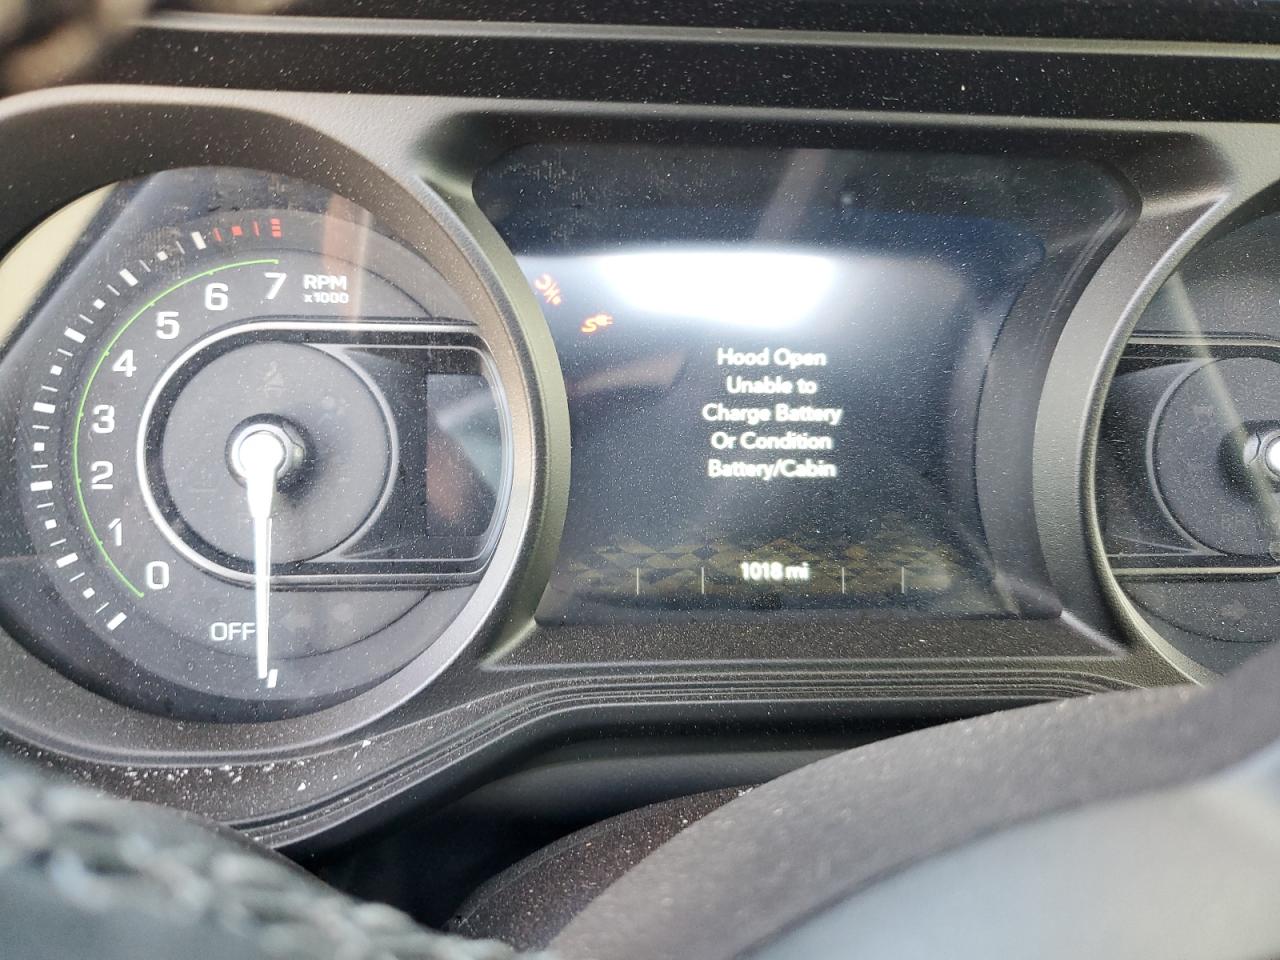 7
RPM
x1000
6
5
4
3
2
1
0
OFF
Hood Open
Unable to
Charge Battery
Or Condition
Battery/Cabin
1018 mi